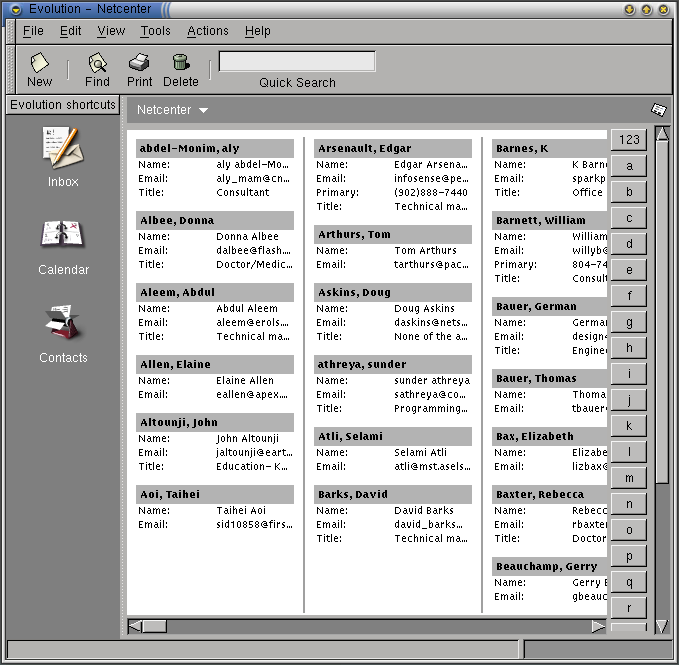 Evolution - Netcenter
File Edit View Tools Actions Help
New Find Print Delete Quick Search
Evolution shortcuts
Inbox
Calendar
Contacts
Netcenter
abdel-Monim, aly
Name: aly abdel-Mo...
Email: aly_mam@cn...
Title: Consultant
Albee, Donna
Name: Donna Albee
Email: dalbee@flash...
Title: Doctor/Medic...
Aleem, Abdul
Name: Abdul Aleem
Email: aleem@erols....
Title: Technical ma...
Allen, Elaine
Name: Elaine Allen
Email: eallen@apex....
Altounji, John
Name: John Altounji
Email: jaltounji@eart...
Title: Education- K...
Aoi, Taihei
Name: Taihei Aoi
Email: sid10858@firs...
Arsenault, Edgar
Name: Edgar Arsena...
Email: infosense@pe...
Primary: (902)888-7440
Title: Technical ma...
Arthurs, Tom
Name: Tom Arthurs
Email: tarthurs@pac...
Askins, Doug
Name: Doug Askins
Email: daskins@nets...
Title: None of the a...
athreya, sunder
Name: sunder athreya
Email: sathreya@co...
Title: Programming...
Atli, Selami
Name: Selami Atli
Email: atli@mst.asels...
Barks, David
Name: David Barks
Email: david_barks...
Title: Technical ma...
Barnes, K
Name: K Barn
Email: sparkp
Title: Office
Barnett, William
Name: William
Email: willyb@
Primary: 804-74
Title: Consult
Bauer, German
Name: German
Email: design
Title: Enginee
Bauer, Thomas
Name: Thoma
Email: tbauer
Bax, Elizabeth
Name: Elizabe
Email: lizbax@
Baxter, Rebecca
Name: Rebecc
Email: rbaxter
Title: Doctor
Beauchamp, Gerry
Name: Gerry B
Email: gbeauc
123
a
b
c
d
e
f
g
h
i
j
k
l
m
n
o
p
q
r